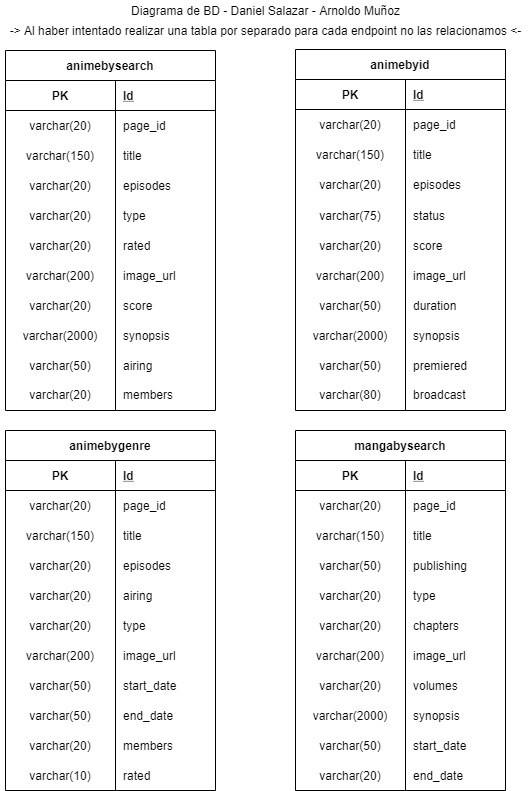 Diagrama de BD - Daniel Salazar - Arnoldo Muñoz
-> Al haber intentado realizar una tabla por separado para cada endpoint no las relacionamos <-
animebysearch
PK Id
varchar(20) page_id
varchar(150) title
varchar(20) episodes
varchar(20) type
varchar(20) rated
varchar(200) image_url
varchar(20) score
varchar(2000) synopsis
varchar(50) airing
varchar(20) members
animebyid
PK Id
varchar(20) page_id
varchar(150) title
varchar(20) episodes
varchar(75) status
varchar(20) score
varchar(200) image_url
varchar(50) duration
varchar(2000) synopsis
varchar(50) premiered
varchar(80) broadcast
animebygenre
PK Id
varchar(20) page_id
varchar(150) title
varchar(20) episodes
varchar(20) airing
varchar(20) type
varchar(200) image_url
varchar(50) start_date
varchar(50) end_date
varchar(20) members
varchar(10) rated
mangabysearch
PK Id
varchar(20) page_id
varchar(150) title
varchar(50) publishing
varchar(20) type
varchar(20) chapters
varchar(200) image_url
varchar(20) volumes
varchar(2000) synopsis
varchar(50) start_date
varchar(20) end_date